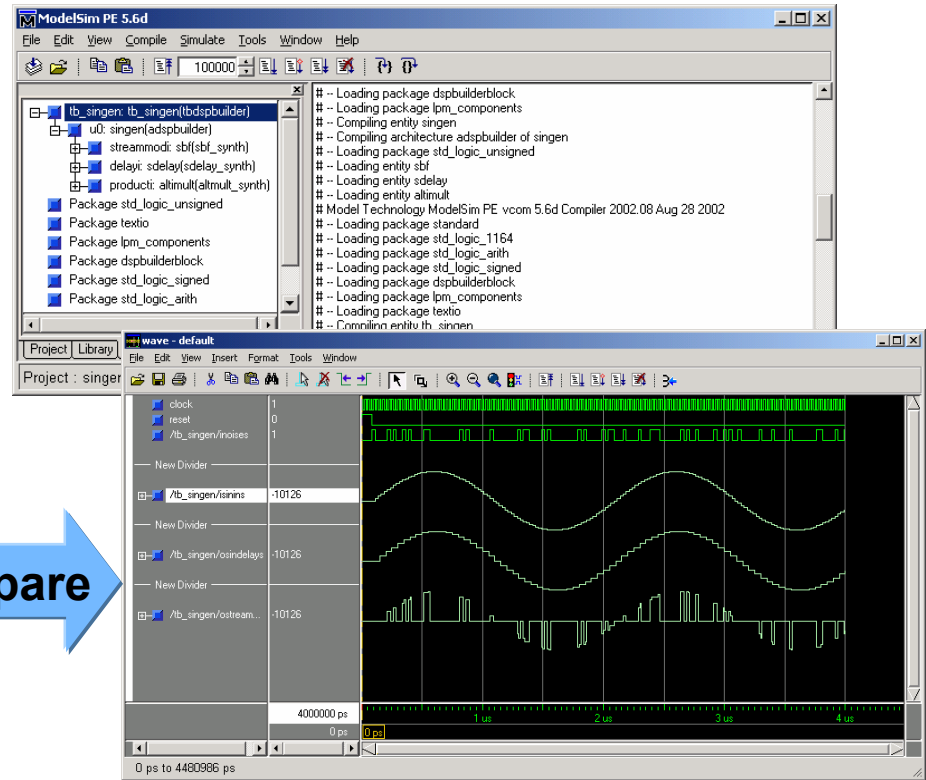 ModelSim PE 5.6d
File Edit View Compile Simulate Tools Window Help
100000
tb_singen: tb_singen(tbdspbuilder)
u0: singen(adspbuilder)
streammodi: sbf(sbf_synth)
delayi: sdelay(sdelay_synth)
producti: altimult(altmult_synth)
Package std_logic_unsigned
Package textio
Package lpm_components
Package dspbuilderblock
Package std_logic_signed
Package std_logic_arith
Project Library
Project : singer
# -- Loading package dspbuilderblock
# -- Loading package lpm_components
# -- Compiling entity singen
# -- Compiling architecture adspbuilder of singen
# -- Loading package std_logic_unsigned
# -- Loading entity sbf
# -- Loading entity sdelay
# -- Loading entity altimult
# Model Technology ModelSim PE vcom 5.6d Compiler 2002.08 Aug 28 2002
# -- Loading package standard
# -- Loading package std_logic_1164
# -- Loading package std_logic_arith
# -- Loading package std_logic_signed
# -- Loading package dspbuilderblock
# -- Loading package lpm_components
# -- Loading package textio
# -- Compiling entity tb_singen
wave - default
File Edit View Insert Format Tools Window
clock 1
reset 0
/tb_singen/inoises 1
New Divider
/tb_singen/isinins -10126
New Divider
/tb_singen/osindelays -10126
New Divider
/tb_singen/ostream... -10126
4000000 ps
1 us 2 us 3 us 4 us
0 ps 0 ps
0 ps to 4480986 ps
pare